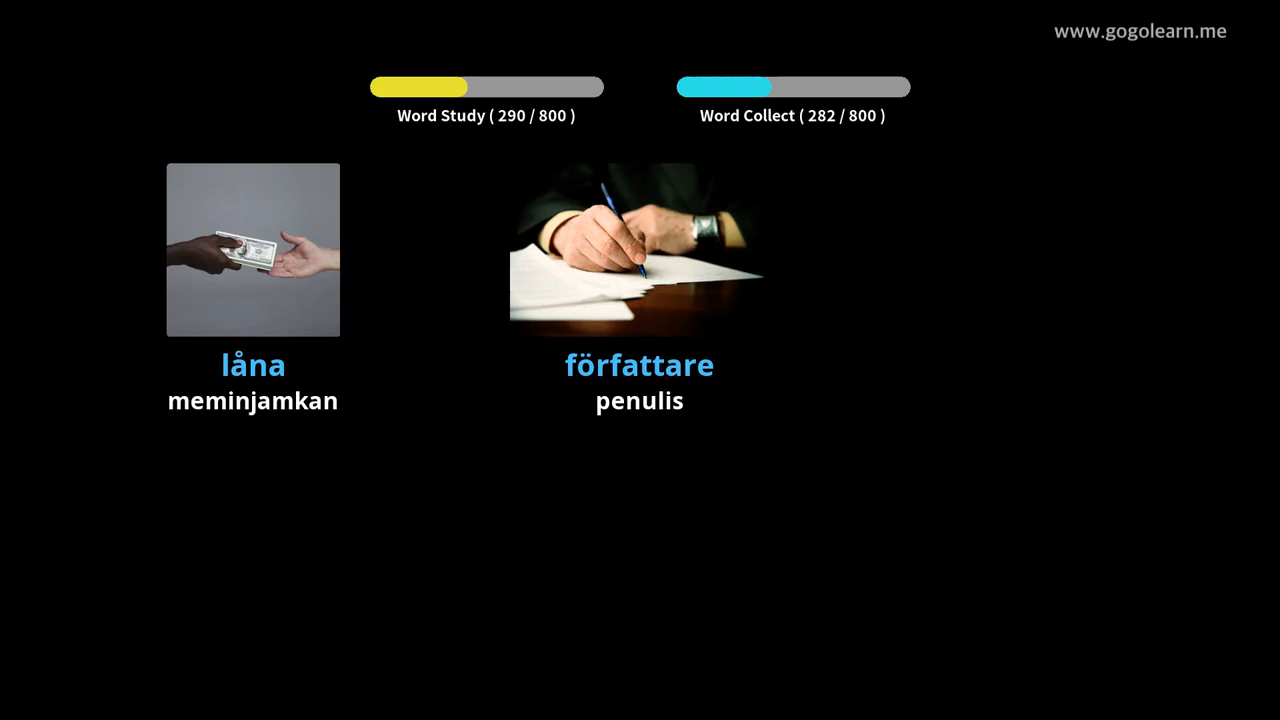 www.gogolearn.me
Word Study ( 290 / 800 )
Word Collect ( 282 / 800 )
låna
meminjamkan
författare
penulis